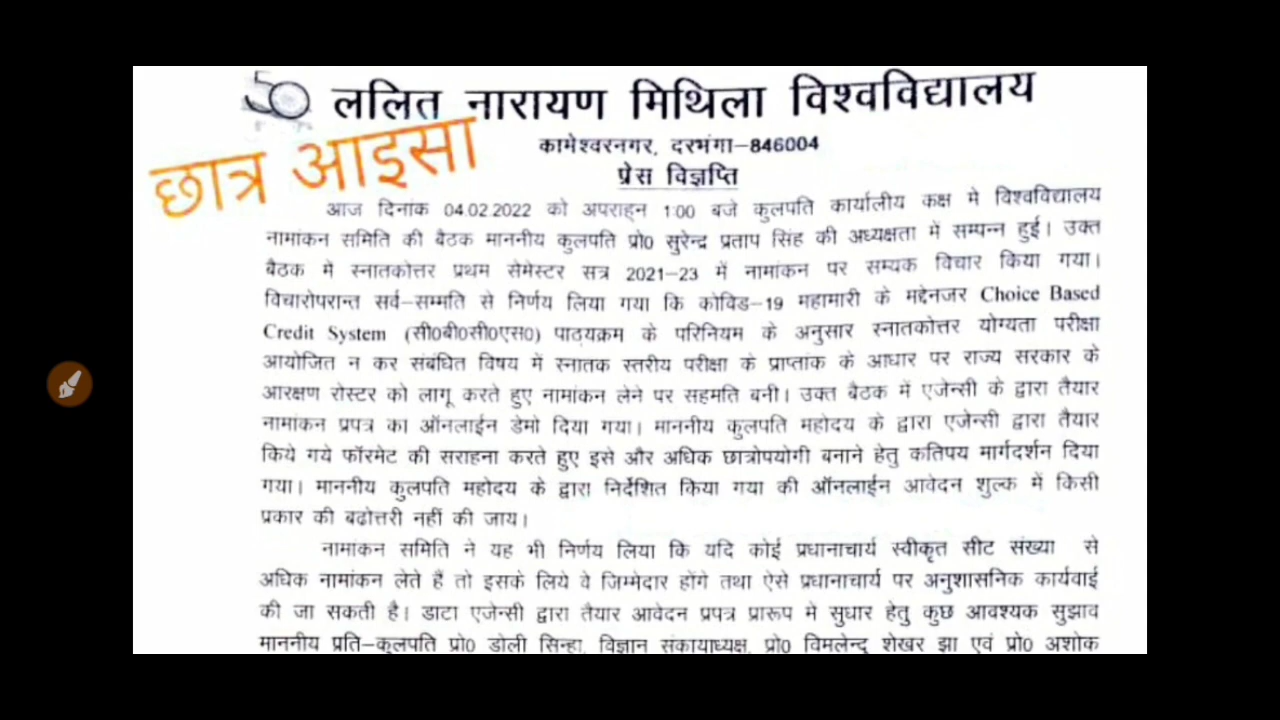 50 ललित नारायण मिथिला विश्वविद्यालय
छात्र आइसा
कामेश्वरनगर, दरभंगा–846004
प्रेस विज्ञप्ति
आज दिनांक 04.02.2022 को अपराह्न 1:00 बजे कुलपति कार्यालीय कक्ष मे विश्वविद्यालय
नामांकन समिति की बैठक माननीय कुलपति प्रो0 सुरेन्द्र प्रताप सिंह की अध्यक्षता में सम्पन्न हुई। उक्त
बैठक में स्नातकोत्तर प्रथम सेमेस्टर सत्र 2021–23 में नामांकन पर सम्यक विचार किया गया।
विचारोपरान्त सर्व–सम्मति से निर्णय लिया गया कि कोविड–19 महामारी के मद्देनजर Choice Based
Credit System (सी0बी0सी0एस0) पाठ्यक्रम के परिनियम के अनुसार स्नातकोत्तर योग्यता परीक्षा
आयोजित न कर संबंधित विषय में स्नातक स्तरीय परीक्षा के प्राप्तांक के आधार पर राज्य सरकार के
आरक्षण रोस्टर को लागू करते हुए नामांकन लेने पर सहमति बनी। उक्त बैठक में एजेन्सी के द्वारा तैयार
नामांकन प्रपत्र का ऑनलाईन डेमो दिया गया। माननीय कुलपति महोदय के द्वारा एजेन्सी द्वारा तैयार
किये गये फॉरमेट की सराहना करते हुए इसे और अधिक छात्रोपयोगी बनाने हेतु कतिपय मार्गदर्शन दिया
गया। माननीय कुलपति महोदय के द्वारा निर्देशित किया गया की ऑनलाईन आवेदन शुल्क में किसी
प्रकार की बढोत्तरी नहीं की जाय।
नामांकन समिति ने यह भी निर्णय लिया कि यदि कोई प्रधानाचार्य स्वीकृत सीट संख्या से
अधिक नामांकन लेते हैं तो इसके लिये वे जिम्मेदार होंगे तथा ऐसे प्रधानाचार्य पर अनुशासनिक कार्यवाई
की जा सकती है। डाटा एजेन्सी द्वारा तैयार आवेदन प्रपत्र प्रारूप मे सुधार हेतु कुछ आवश्यक सुझाव
माननीय प्रति–कुलपति प्रो0 डोली सिन्हा, विज्ञान संकायाध्यक्ष, प्रो0 विमलेन्दु शेखर झा एवं प्रो0 अशोक